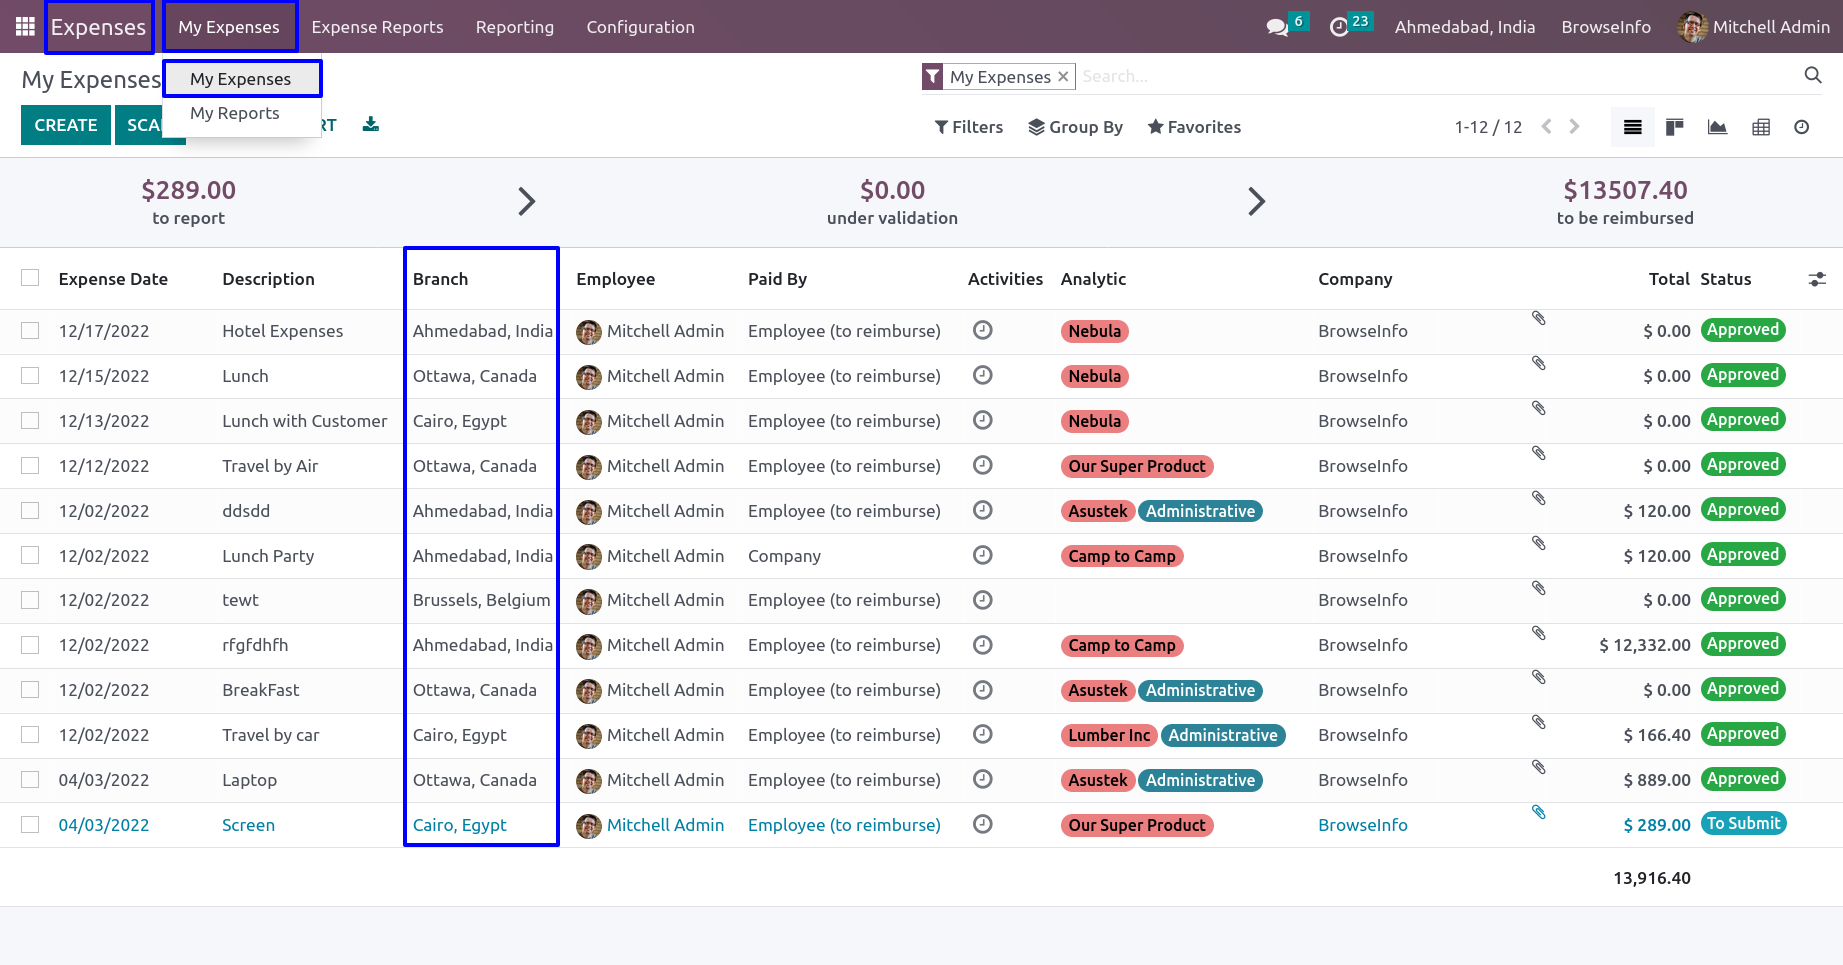 Expenses My Expenses Expense Reports Reporting Configuration 6 23 Ahmedabad, India BrowseInfo Mitchell Admin
My Expenses My Expenses My Expenses Search...
My Reports
CREATE Filters Group By Favorites 1-12 / 12
$289.00 $0.00 $13507.40
to report under validation to be reimbursed
Expense Date Description Branch Employee Paid By Activities Analytic Company Total Status
12/17/2022 Hotel Expenses Ahmedabad, India Mitchell Admin Employee (to reimburse) Nebula BrowseInfo $ 0.00 Approved
12/15/2022 Lunch Ottawa, Canada Mitchell Admin Employee (to reimburse) Nebula BrowseInfo $ 0.00 Approved
12/13/2022 Lunch with Customer Cairo, Egypt Mitchell Admin Employee (to reimburse) Nebula BrowseInfo $ 0.00 Approved
12/12/2022 Travel by Air Ottawa, Canada Mitchell Admin Employee (to reimburse) Our Super Product BrowseInfo $ 0.00 Approved
12/02/2022 ddsdd Ahmedabad, India Mitchell Admin Employee (to reimburse) Asustek Administrative BrowseInfo $ 120.00 Approved
12/02/2022 Lunch Party Ahmedabad, India Mitchell Admin Company Camp to Camp BrowseInfo $ 120.00 Approved
12/02/2022 tewt Brussels, Belgium Mitchell Admin Employee (to reimburse) BrowseInfo $ 0.00 Approved
12/02/2022 rfgfdhfh Ahmedabad, India Mitchell Admin Employee (to reimburse) Camp to Camp BrowseInfo $ 12,332.00 Approved
12/02/2022 BreakFast Ottawa, Canada Mitchell Admin Employee (to reimburse) Asustek Administrative BrowseInfo $ 0.00 Approved
12/02/2022 Travel by car Cairo, Egypt Mitchell Admin Employee (to reimburse) Lumber Inc Administrative BrowseInfo $ 166.40 Approved
04/03/2022 Laptop Ottawa, Canada Mitchell Admin Employee (to reimburse) Asustek Administrative BrowseInfo $ 889.00 Approved
04/03/2022 Screen Cairo, Egypt Mitchell Admin Employee (to reimburse) Our Super Product BrowseInfo $ 289.00 To Submit
13,916.40